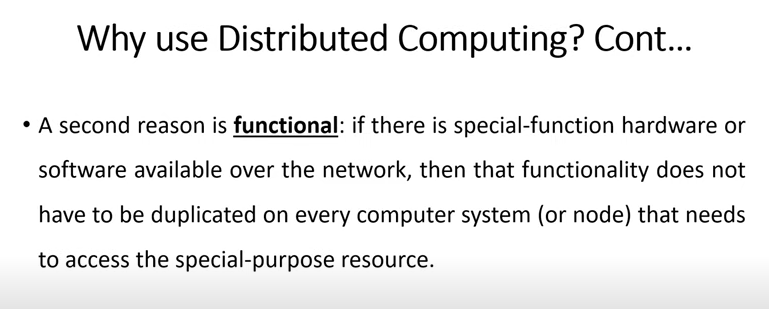 Why use Distributed Computing? Cont...
• A second reason is functional: if there is special-function hardware or
software available over the network, then that functionality does not
have to be duplicated on every computer system (or node) that needs
to access the special-purpose resource.